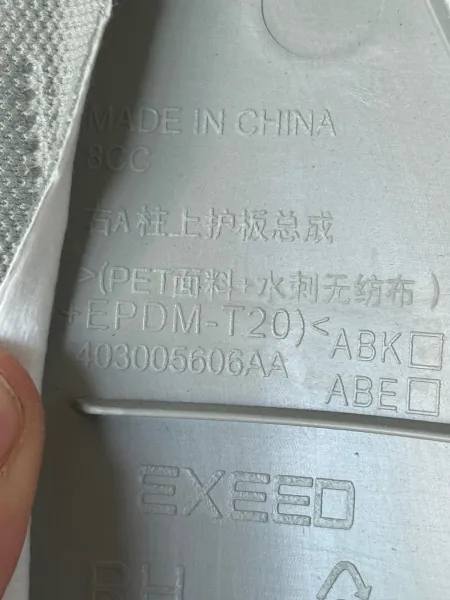 MADE IN CHINA
8CC
右A柱上护板总成
>(PET面料+水刺无纺布)
+EPDM-T20)<
403005606AA
ABK□
ABE□
EXEED
RH